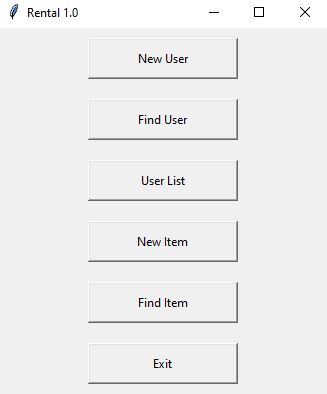 Rental 1.0
New User
Find User
User List
New Item
Find Item
Exit